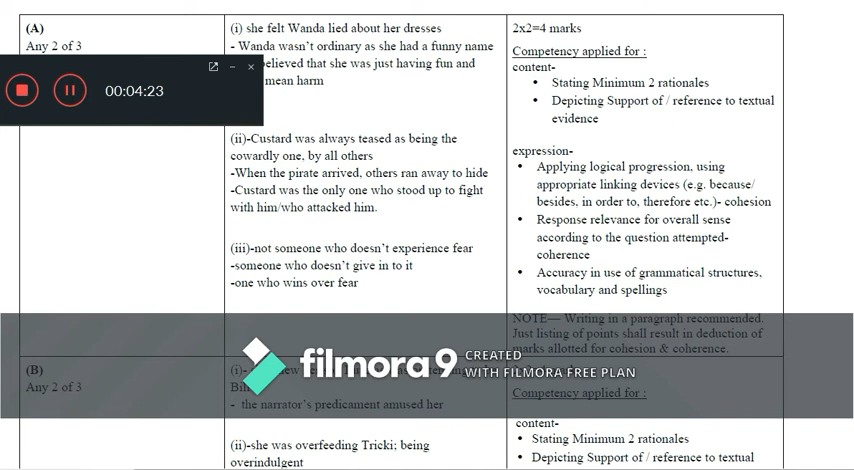 (A)
Any 2 of 3
(i) she felt Wanda lied about her dresses
- Wanda wasn't ordinary as she had a funny name
believed that she was just having fun and
mean harm
00:04:23
(ii)-Custard was always teased as being the
cowardly one, by all others
-When the pirate arrived, others ran away to hide
-Custard was the only one who stood up to fight
with him/who attacked him.
(iii)-not someone who doesn't experience fear
-someone who doesn't give in to it
-one who wins over fear
2x2=4 marks
Competency applied for :
content-
• Stating Minimum 2 rationales
• Depicting Support of / reference to textual
evidence
expression-
• Applying logical progression, using
appropriate linking devices (e.g. because/
besides, in order to, therefore etc.)- cohesion
• Response relevance for overall sense
according to the question attempted-
coherence
• Accuracy in use of grammatical structures,
vocabulary and spellings
NOTE— Writing in a paragraph recommended.
Just listing of points shall result in deduction of
marks allotted for cohesion & coherence.
filmora9 CREATED
WITH FILMORA FREE PLAN
(B)
Any 2 of 3
(i)-
- the narrator's predicament amused her
(ii)-she was overfeeding Tricki; being
overindulgent
Competency applied for :
content-
• Stating Minimum 2 rationales
• Depicting Support of / reference to textual